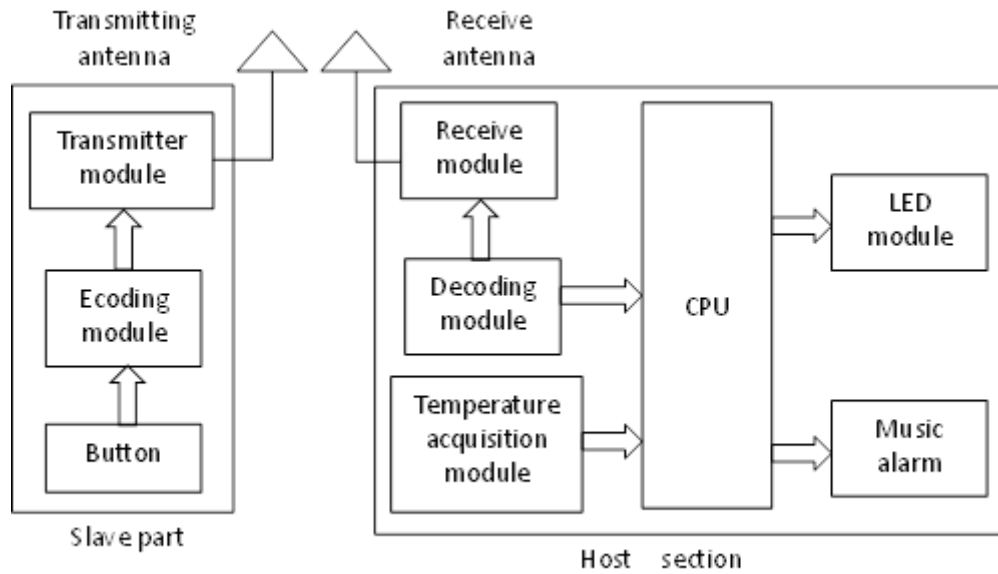 Transmitting
antenna
Receive
antenna
Transmitter
module
Ecoding
module
Button
Slave part
Receive
module
Decoding
module
Temperature
acquisition
module
CPU
LED
module
Music
alarm
Host section